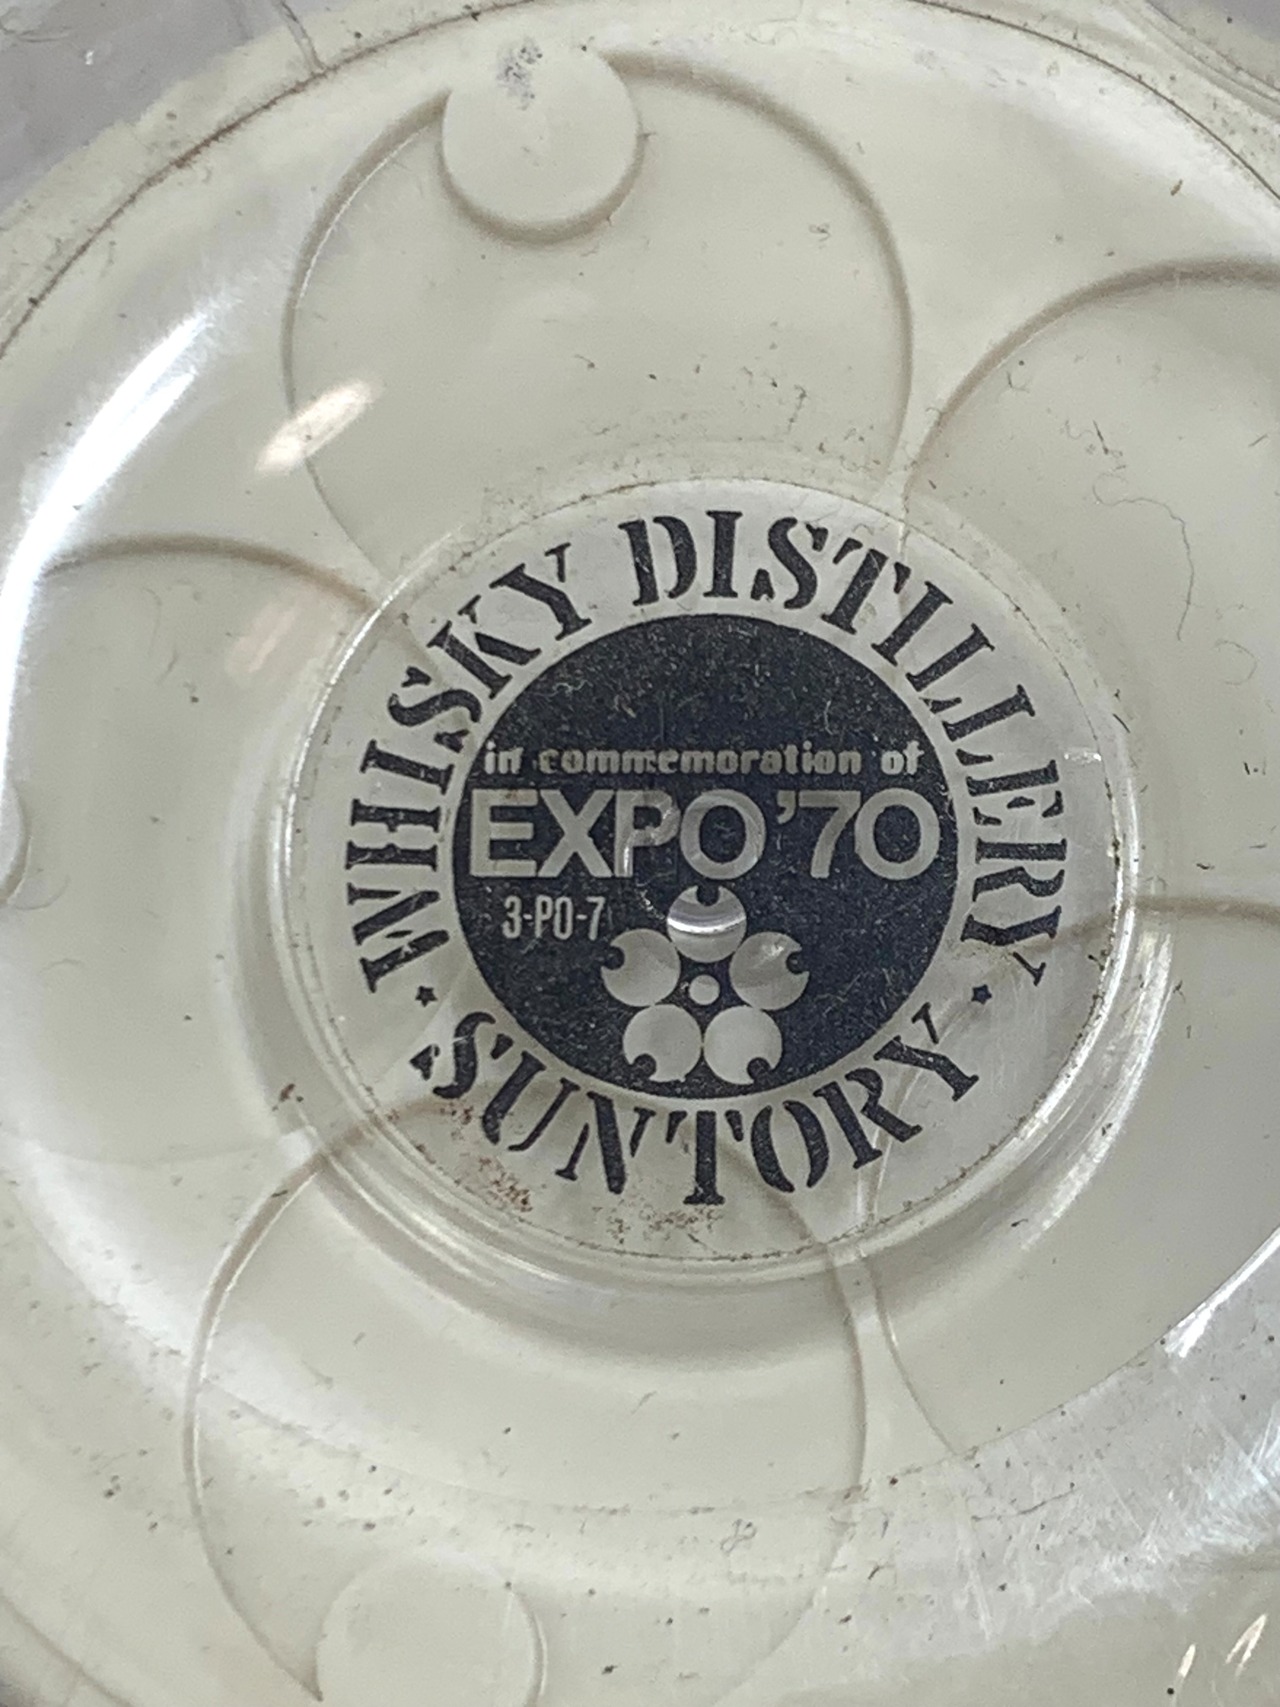 WHISKY DISTILLERY
in commemoration of
EXPO '70
3-PO-7
SUNTORY